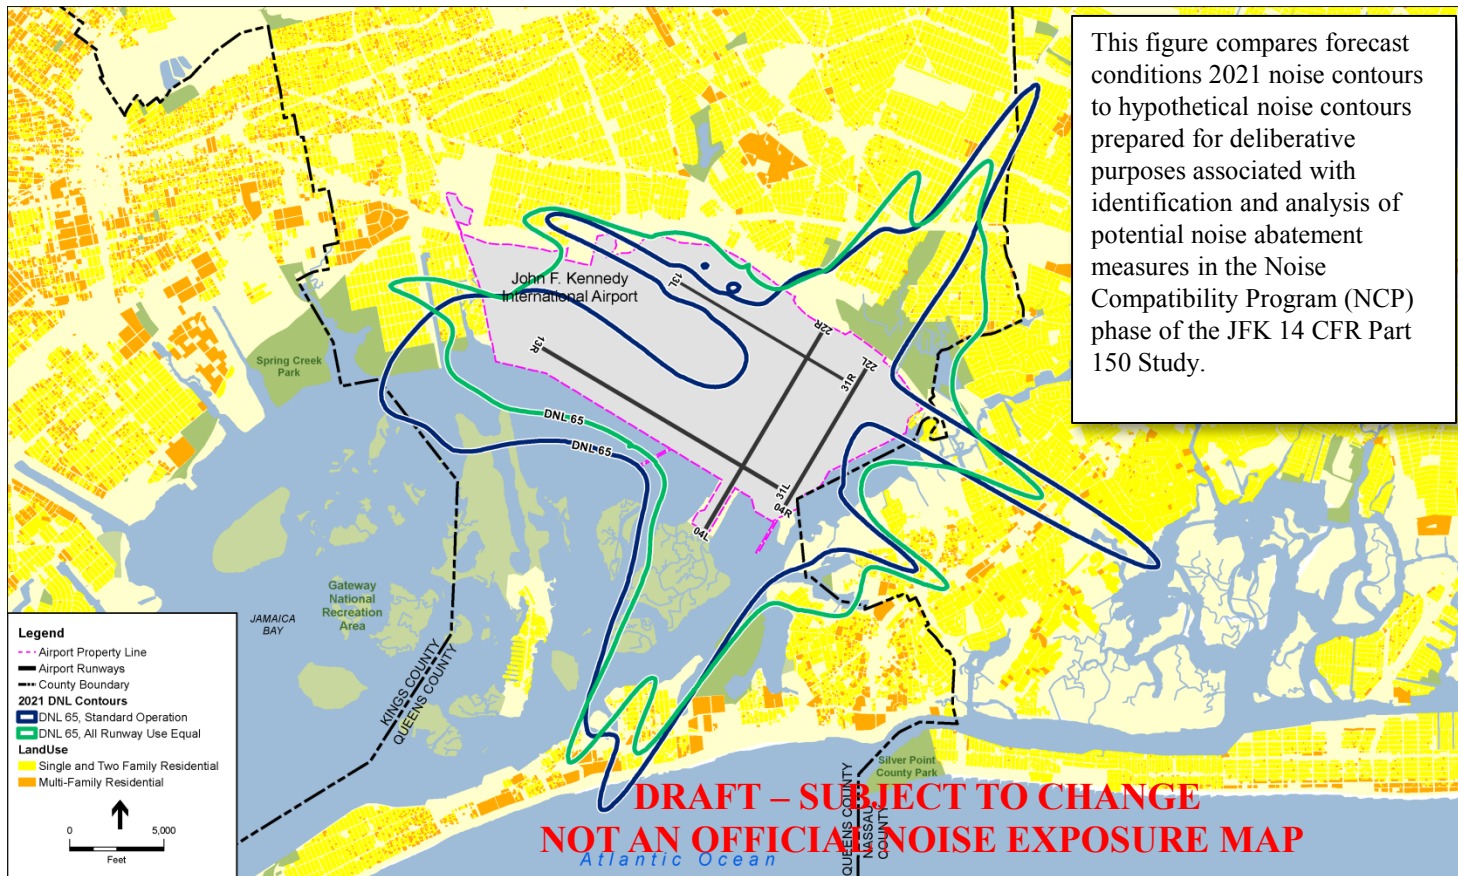 This figure compares forecast
conditions 2021 noise contours
to hypothetical noise contours
prepared for deliberative
purposes associated with
identification and analysis of
potential noise abatement
measures in the Noise
Compatibility Program (NCP)
phase of the JFK 14 CFR Part
150 Study.
John F. Kennedy
International Airport
13L
22R
13R
31R
22L
Spring Creek
Park
DNL 65
DNL 65
31L
04R
04L
Gateway
National
Recreation
Area
JAMAICA
BAY
KINGS COUNTY
QUEENS COUNTY
Legend
Airport Property Line
Airport Runways
County Boundary
2021 DNL Contours
DNL 65, Standard Operation
DNL 65, All Runway Use Equal
LandUse
Single and Two Family Residential
Multi-Family Residential
0 5,000
Feet
Silver Point
County Park
QUEENS COUNTY
NASSAU
COUNTY
DRAFT – SUBJECT TO CHANGE
NOT AN OFFICIAL NOISE EXPOSURE MAP
Atlantic Ocean